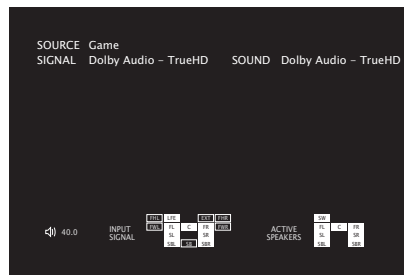 SOURCE Game
SIGNAL Dolby Audio – TrueHD SOUND Dolby Audio – TrueHD
FHL LFE EXT FHR SW
40.0 INPUT FWL FL C FR FWR ACTIVE FL C FR
SIGNAL SL SR SPEAKERS SL SR
SBL SB SBR SBL SBR